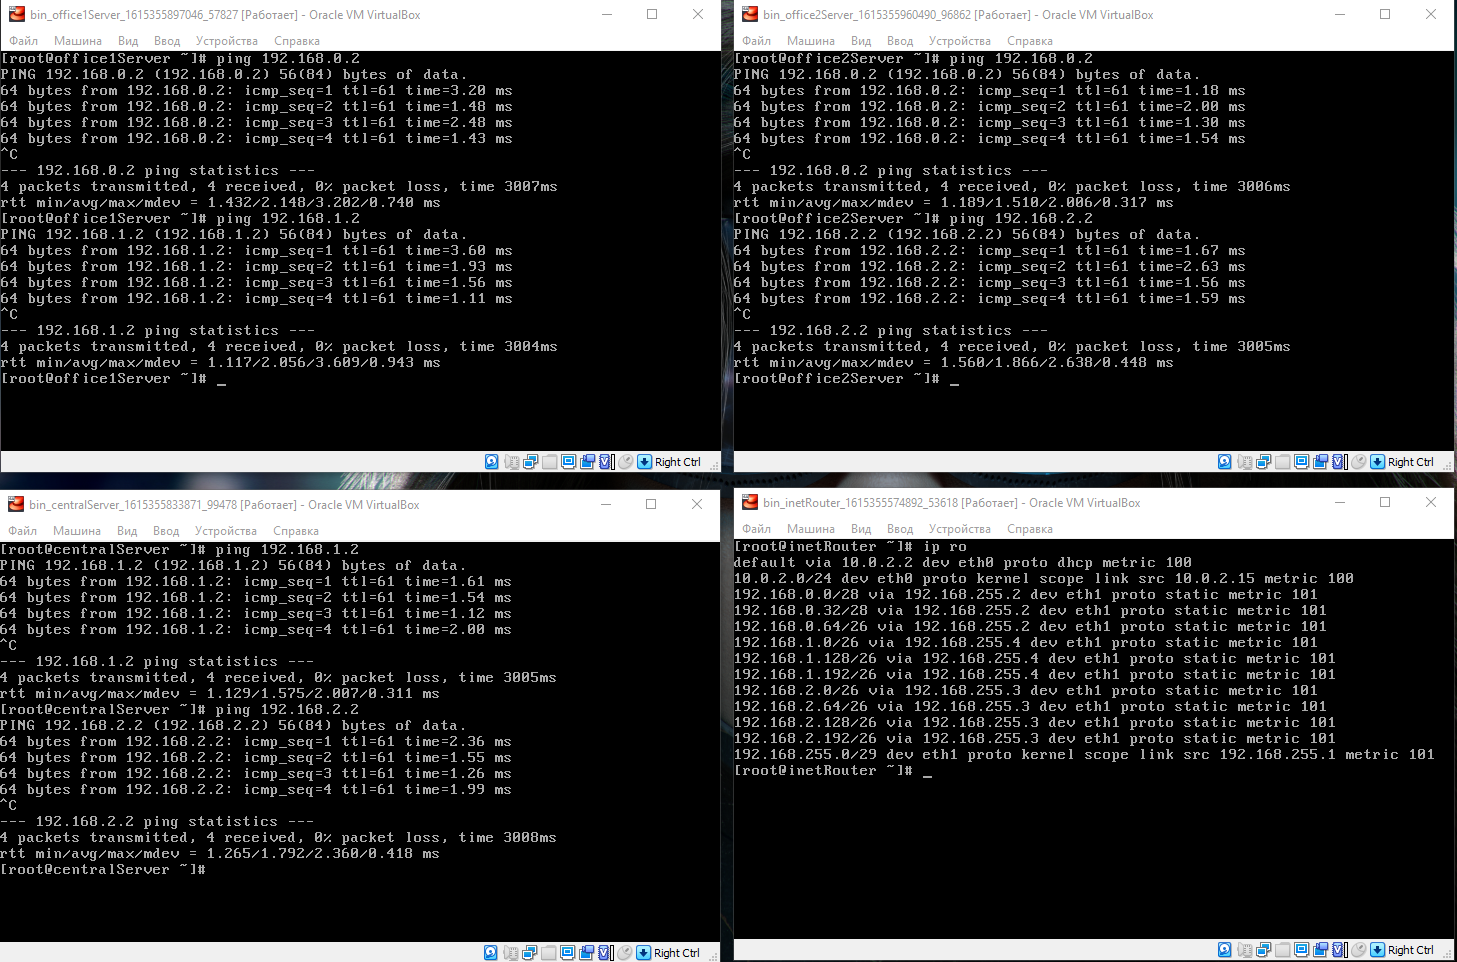 bin_office1Server_1615355897046_57827 [Работает] - Oracle VM VirtualBox
Файл Машина Вид Ввод Устройства Справка
[root@office1Server ~]# ping 192.168.0.2
PING 192.168.0.2 (192.168.0.2) 56(84) bytes of data.
64 bytes from 192.168.0.2: icmp_seq=1 ttl=61 time=3.20 ms
64 bytes from 192.168.0.2: icmp_seq=2 ttl=61 time=1.48 ms
64 bytes from 192.168.0.2: icmp_seq=3 ttl=61 time=2.48 ms
64 bytes from 192.168.0.2: icmp_seq=4 ttl=61 time=1.43 ms
^C
--- 192.168.0.2 ping statistics ---
4 packets transmitted, 4 received, 0% packet loss, time 3007ms
rtt min/avg/max/mdev = 1.432/2.148/3.202/0.740 ms
[root@office1Server ~]# ping 192.168.1.2
PING 192.168.1.2 (192.168.1.2) 56(84) bytes of data.
64 bytes from 192.168.1.2: icmp_seq=1 ttl=61 time=3.60 ms
64 bytes from 192.168.1.2: icmp_seq=2 ttl=61 time=1.93 ms
64 bytes from 192.168.1.2: icmp_seq=3 ttl=61 time=1.56 ms
64 bytes from 192.168.1.2: icmp_seq=4 ttl=61 time=1.11 ms
^C
--- 192.168.1.2 ping statistics ---
4 packets transmitted, 4 received, 0% packet loss, time 3004ms
rtt min/avg/max/mdev = 1.117/2.056/3.609/0.943 ms
[root@office1Server ~]# _
Right Ctrl
bin_office2Server_1615355960490_96862 [Работает] - Oracle VM VirtualBox
Файл Машина Вид Ввод Устройства Справка
[root@office2Server ~]# ping 192.168.0.2
PING 192.168.0.2 (192.168.0.2) 56(84) bytes of data.
64 bytes from 192.168.0.2: icmp_seq=1 ttl=61 time=1.18 ms
64 bytes from 192.168.0.2: icmp_seq=2 ttl=61 time=2.00 ms
64 bytes from 192.168.0.2: icmp_seq=3 ttl=61 time=1.30 ms
64 bytes from 192.168.0.2: icmp_seq=4 ttl=61 time=1.54 ms
^C
--- 192.168.0.2 ping statistics ---
4 packets transmitted, 4 received, 0% packet loss, time 3006ms
rtt min/avg/max/mdev = 1.189/1.510/2.006/0.317 ms
[root@office2Server ~]# ping 192.168.2.2
PING 192.168.2.2 (192.168.2.2) 56(84) bytes of data.
64 bytes from 192.168.2.2: icmp_seq=1 ttl=61 time=1.67 ms
64 bytes from 192.168.2.2: icmp_seq=2 ttl=61 time=2.63 ms
64 bytes from 192.168.2.2: icmp_seq=3 ttl=61 time=1.56 ms
64 bytes from 192.168.2.2: icmp_seq=4 ttl=61 time=1.59 ms
^C
--- 192.168.2.2 ping statistics ---
4 packets transmitted, 4 received, 0% packet loss, time 3005ms
rtt min/avg/max/mdev = 1.560/1.866/2.638/0.448 ms
[root@office2Server ~]# _
Right Ctrl
bin_centralServer_1615355833871_99478 [Работает] - Oracle VM VirtualBox
Файл Машина Вид Ввод Устройства Справка
[root@centralServer ~]# ping 192.168.1.2
PING 192.168.1.2 (192.168.1.2) 56(84) bytes of data.
64 bytes from 192.168.1.2: icmp_seq=1 ttl=61 time=1.61 ms
64 bytes from 192.168.1.2: icmp_seq=2 ttl=61 time=1.54 ms
64 bytes from 192.168.1.2: icmp_seq=3 ttl=61 time=1.12 ms
64 bytes from 192.168.1.2: icmp_seq=4 ttl=61 time=2.00 ms
^C
--- 192.168.1.2 ping statistics ---
4 packets transmitted, 4 received, 0% packet loss, time 3005ms
rtt min/avg/max/mdev = 1.129/1.575/2.007/0.311 ms
[root@centralServer ~]# ping 192.168.2.2
PING 192.168.2.2 (192.168.2.2) 56(84) bytes of data.
64 bytes from 192.168.2.2: icmp_seq=1 ttl=61 time=2.36 ms
64 bytes from 192.168.2.2: icmp_seq=2 ttl=61 time=1.55 ms
64 bytes from 192.168.2.2: icmp_seq=3 ttl=61 time=1.26 ms
64 bytes from 192.168.2.2: icmp_seq=4 ttl=61 time=1.99 ms
^C
--- 192.168.2.2 ping statistics ---
4 packets transmitted, 4 received, 0% packet loss, time 3008ms
rtt min/avg/max/mdev = 1.265/1.792/2.360/0.418 ms
[root@centralServer ~]#
Right Ctrl
bin_inetRouter_1615355574892_53618 [Работает] - Oracle VM VirtualBox
Файл Машина Вид Ввод Устройства Справка
[root@inetRouter ~]# ip ro
default via 10.0.2.2 dev eth0 proto dhcp metric 100
10.0.2.0/24 dev eth0 proto kernel scope link src 10.0.2.15 metric 100
192.168.0.0/28 via 192.168.255.2 dev eth1 proto static metric 101
192.168.0.32/28 via 192.168.255.2 dev eth1 proto static metric 101
192.168.0.64/26 via 192.168.255.2 dev eth1 proto static metric 101
192.168.1.0/26 via 192.168.255.4 dev eth1 proto static metric 101
192.168.1.128/26 via 192.168.255.4 dev eth1 proto static metric 101
192.168.1.192/26 via 192.168.255.4 dev eth1 proto static metric 101
192.168.2.0/26 via 192.168.255.3 dev eth1 proto static metric 101
192.168.2.64/26 via 192.168.255.3 dev eth1 proto static metric 101
192.168.2.128/26 via 192.168.255.3 dev eth1 proto static metric 101
192.168.2.192/26 via 192.168.255.3 dev eth1 proto static metric 101
192.168.255.0/29 dev eth1 proto kernel scope link src 192.168.255.1 metric 101
[root@inetRouter ~]# _
Right Ctrl